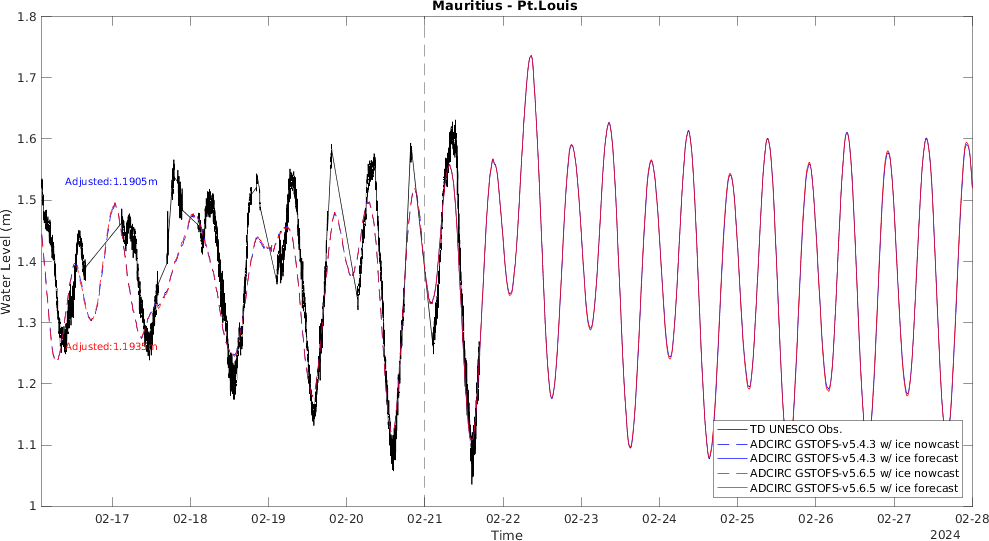 Mauritius - Pt.Louis
1.8
1.7
1.6
1.5
1.4
1.3
1.2
1.1
1
Water Level (m)
Adjusted:1.1905m
Adjusted:1.1935m
TD UNESCO Obs.
ADCIRC GSTOFS-v5.4.3 w/ ice nowcast
ADCIRC GSTOFS-v5.4.3 w/ ice forecast
ADCIRC GSTOFS-v5.6.5 w/ ice nowcast
ADCIRC GSTOFS-v5.6.5 w/ ice forecast
02-17 02-18 02-19 02-20 02-21 02-22 02-23 02-24 02-25 02-26 02-27 02-28
Time
2024